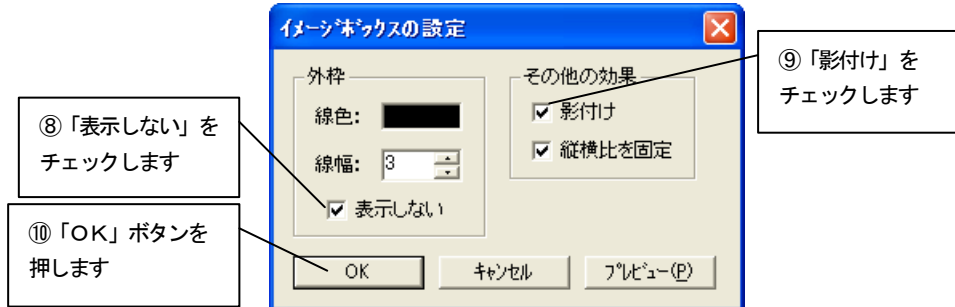 イメージボックスの設定
外枠
線色:
線幅: 3
表示しない
その他の効果
影付け
縦横比を固定
OK
キャンセル
プレビュー(P)
⑧「表示しない」を
チェックします
⑨「影付け」を
チェックします
⑩「OK」ボタンを
押します